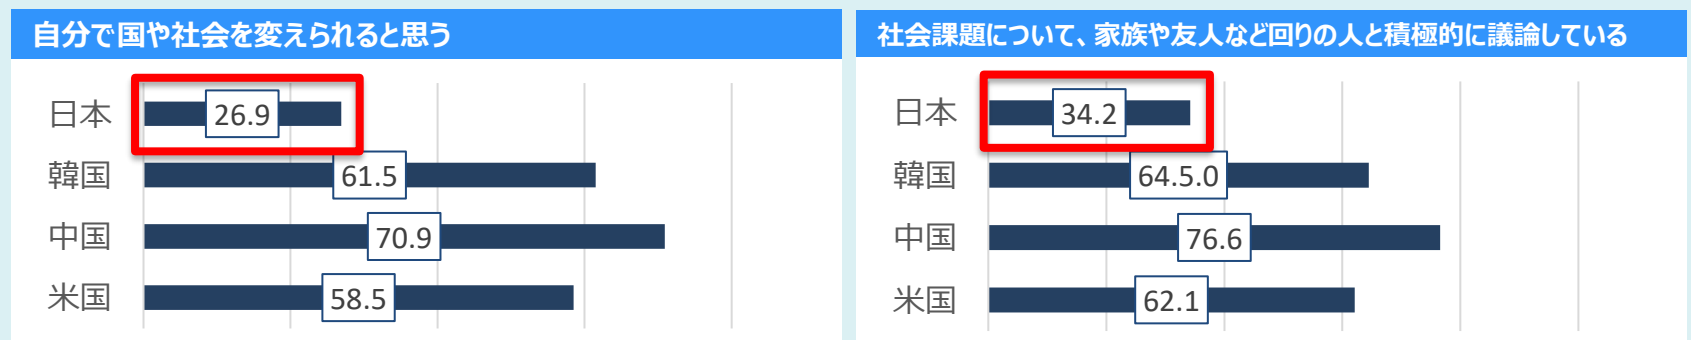 自分で国や社会を変えられると思う
日本 26.9
韓国 61.5
中国 70.9
米国 58.5
社会課題について、家族や友人など回りの人と積極的に議論している
日本 34.2
韓国 64.5.0
中国 76.6
米国 62.1